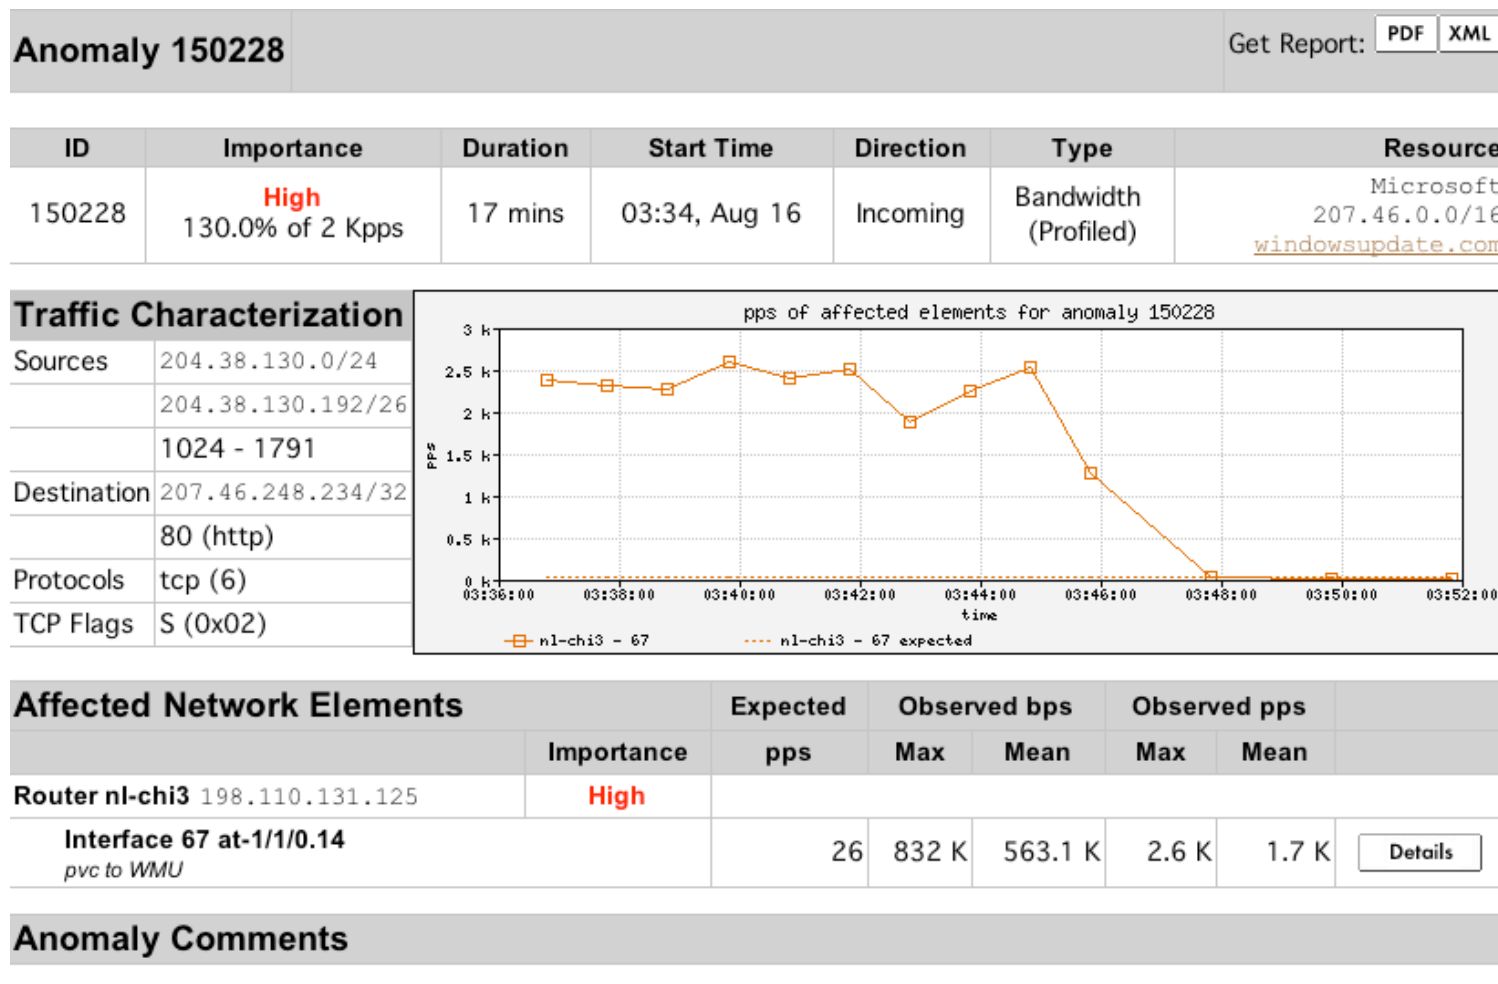 Anomaly 150228
Get Report: PDF XML
ID Importance Duration Start Time Direction Type Resource
150228 High 130.0% of 2 Kpps 17 mins 03:34, Aug 16 Incoming Bandwidth (Profiled) Microsoft 207.46.0.0/16 windowsupdate.com
Traffic Characterization
Sources 204.38.130.0/24
204.38.130.192/26
1024 - 1791
Destination 207.46.248.234/32
80 (http)
Protocols tcp (6)
TCP Flags S (0x02)
pps of affected elements for anomaly 150228
3 k
2.5 k
2 k
pps
1.5 k
1 k
0.5 k
0 k
03:36:00 03:38:00 03:40:00 03:42:00 03:44:00 03:46:00 03:48:00 03:50:00 03:52:00
time
nl-chi3 - 67 nl-chi3 - 67 expected
Affected Network Elements Expected Observed bps Observed pps
Importance pps Max Mean Max Mean
Router nl-chi3 198.110.131.125 High
Interface 67 at-1/1/0.14 26 832 K 563.1 K 2.6 K 1.7 K Details
pvc to WMU
Anomaly Comments